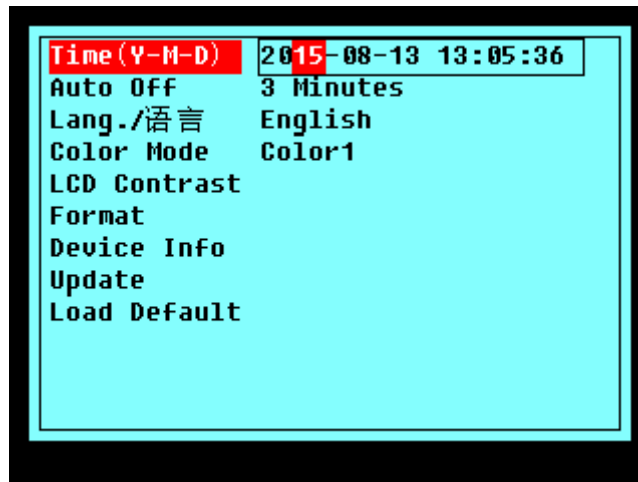 Time(Y-M-D) 2015-08-13 13:05:36
Auto Off 3 Minutes
Lang./语言 English
Color Mode Color1
LCD Contrast
Format
Device Info
Update
Load Default